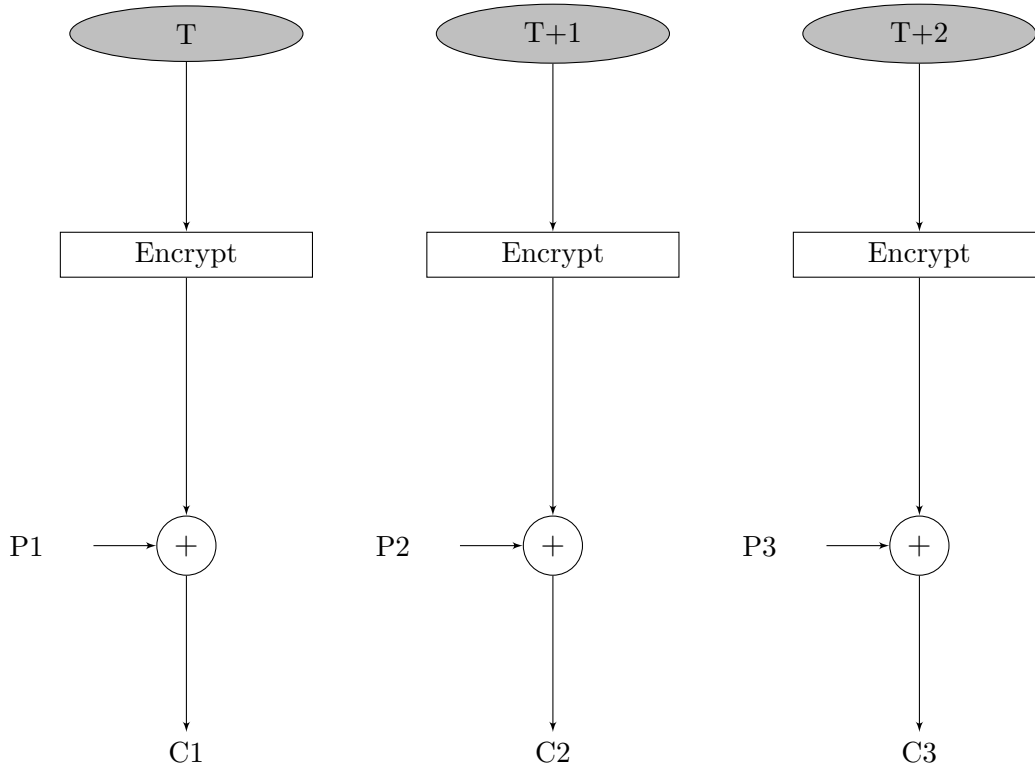 T
T+1
T+2
Encrypt
Encrypt
Encrypt
P1
+
P2
+
P3
+
C1
C2
C3